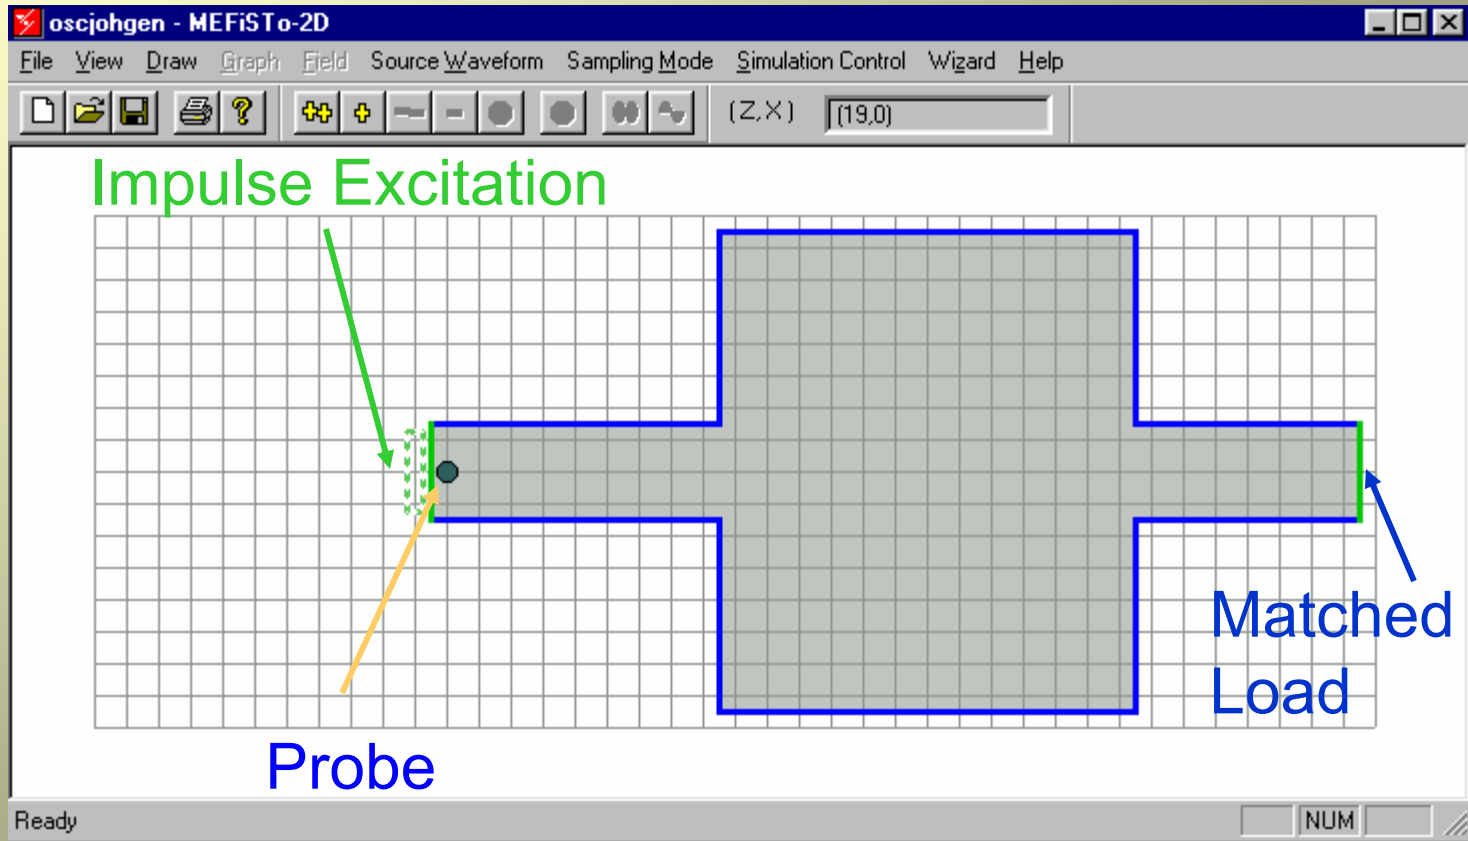 oscjohgen - MEFiSTo-2D
File View Draw Graph Field Source Waveform Sampling Mode Simulation Control Wizard Help
(Z,X) (19,0)
Impulse Excitation
Matched
Load
Probe
Ready NUM